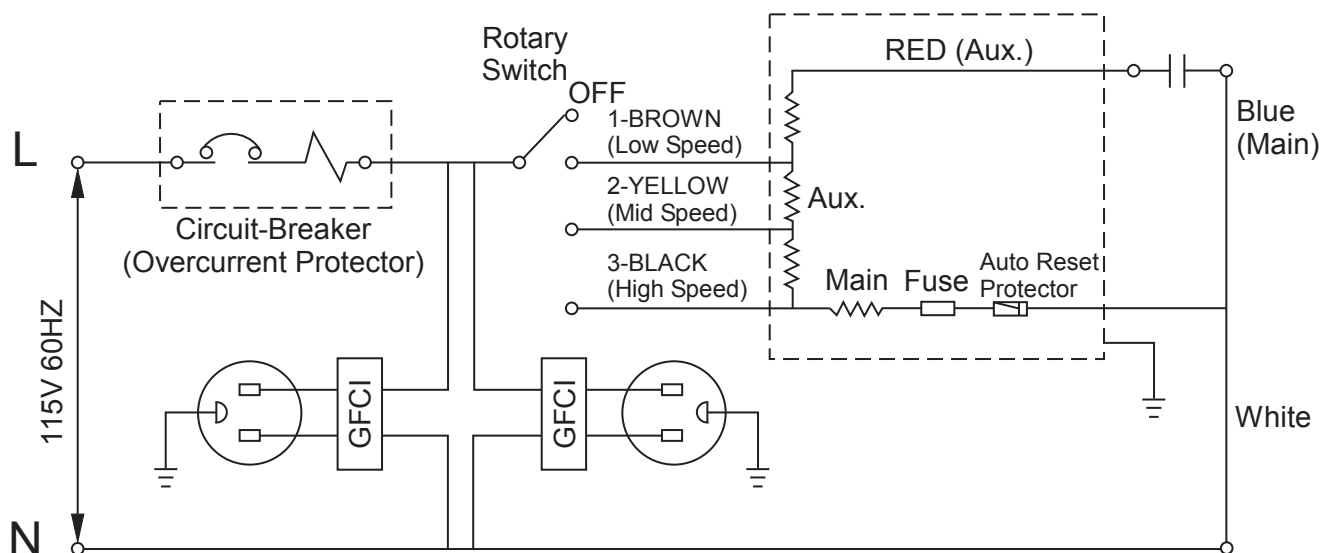 Rotary
Switch
OFF
RED (Aux.)
L
1-BROWN
(Low Speed)
Blue
(Main)
2-YELLOW
(Mid Speed)
Aux.
Circuit-Breaker
(Overcurrent Protector)
3-BLACK
(High Speed)
Main
Fuse
Auto Reset
Protector
115V 60HZ
GFCI
GFCI
White
N